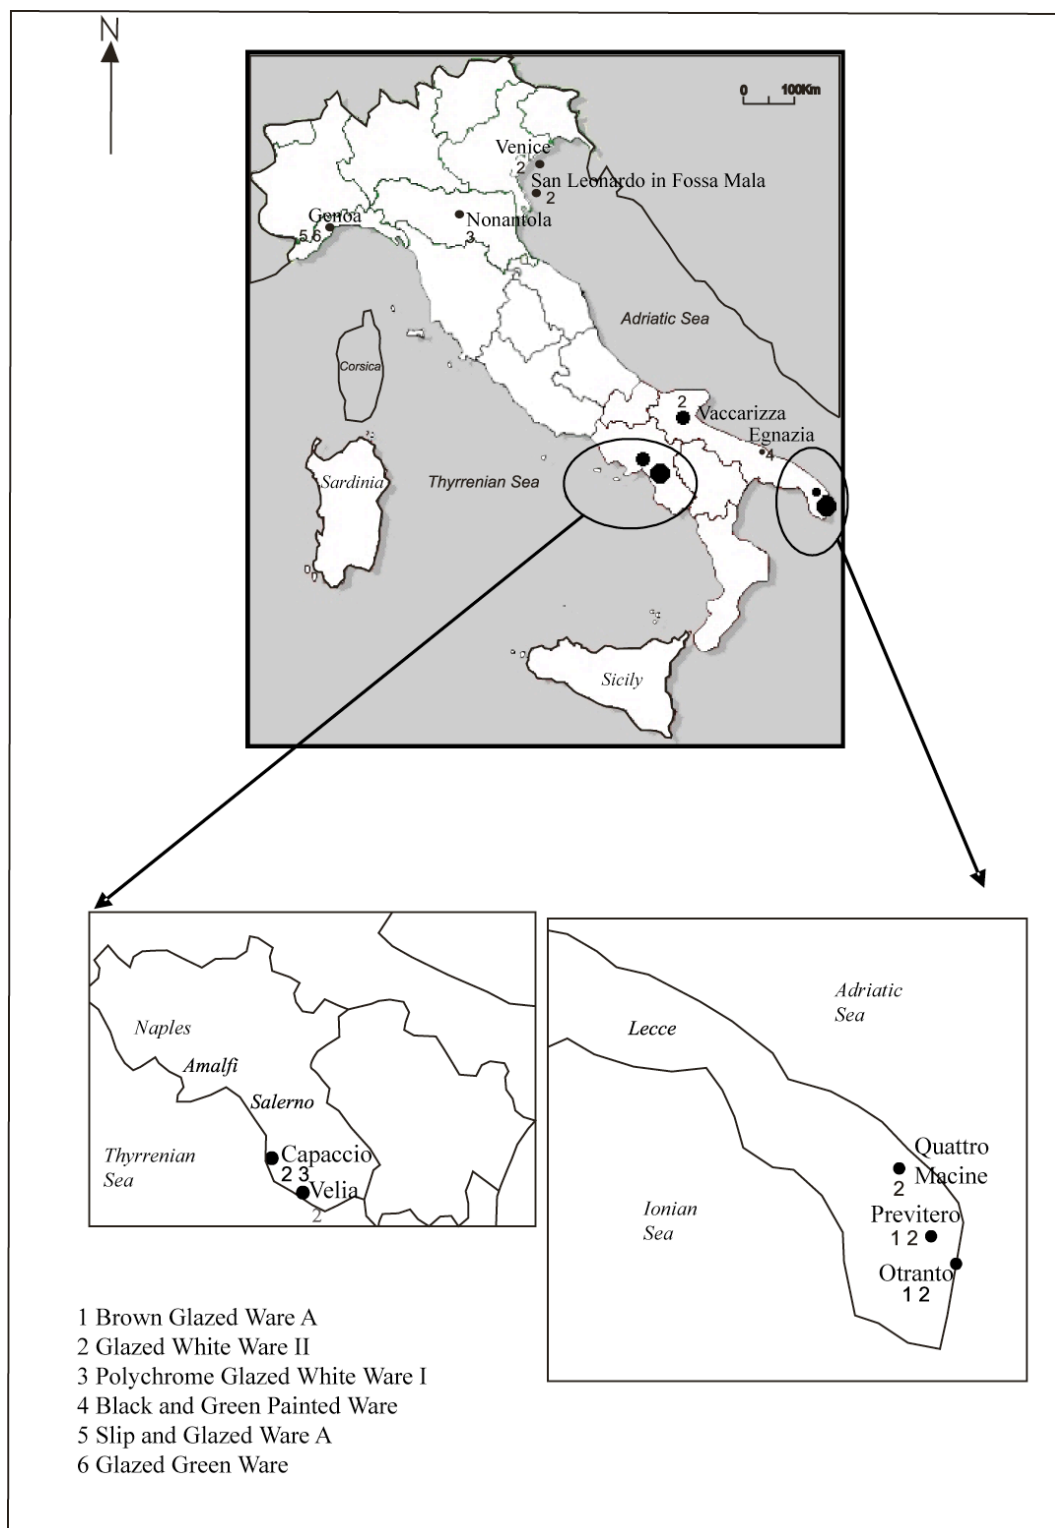 N
0 100Km
Venice
2
San Leonardo in Fossa Mala
2
Genoa
5 6
Nonantola
3
Adriatic Sea
Corsica
2
Vaccarizza
Egnazia
4
Sardinia
Thyrrenian Sea
Sicily
Naples
Amalfi
Salerno
Thyrrenian
Sea
Capaccio
2 3
Velia
2
Adriatic
Sea
Lecce
Quattro
Macine
2
Ionian
Sea
Previtero
1 2
Otranto
1 2
1 Brown Glazed Ware A
2 Glazed White Ware II
3 Polychrome Glazed White Ware I
4 Black and Green Painted Ware
5 Slip and Glazed Ware A
6 Glazed Green Ware